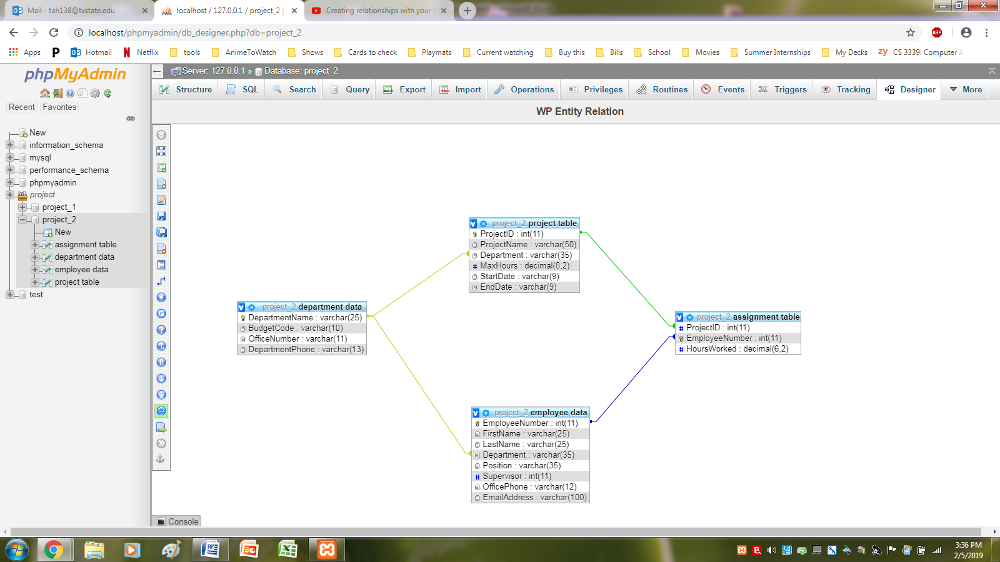 Mail - tah138@txstate.edu
localhost / 127.0.0.1 / project_2 |
Creating relationships with your
localhost/phpmyadmin/db_designer.php?db=project_2
ABP
Apps
Hotmail
Netflix
tools
AnimeToWatch
Shows
Cards to check
Playmats
Current watching
Buy this
Bills
School
Movies
Summer Internships
My Decks
zy CS 3339: Computer A
phpMyAdmin
Recent
Favorites
New
information_schema
mysql
performance_schema
phpmyadmin
project
project_1
project_2
New
assignment table
department data
employee data
project table
test
Server: 127.0.0.1 » Database: project_2
Structure
SQL
Search
Query
Export
Import
Operations
Privileges
Routines
Events
Triggers
Tracking
Designer
More
WP Entity Relation
project_2 project table
ProjectID : int(11)
ProjectName : varchar(50)
Department : varchar(35)
# MaxHours : decimal(8,2)
StartDate : varchar(9)
EndDate : varchar(9)
project_2 department data
DepartmentName : varchar(25)
BudgetCode : varchar(10)
OfficeNumber : varchar(11)
DepartmentPhone : varchar(13)
project_2 assignment table
# ProjectID : int(11)
EmployeeNumber : int(11)
# HoursWorked : decimal(6,2)
project_2 employee data
EmployeeNumber : int(11)
FirstName : varchar(25)
LastName : varchar(25)
Department : varchar(35)
Position : varchar(35)
# Supervisor : int(11)
OfficePhone : varchar(12)
EmailAddress : varchar(100)
Console
3:36 PM
2/5/2019